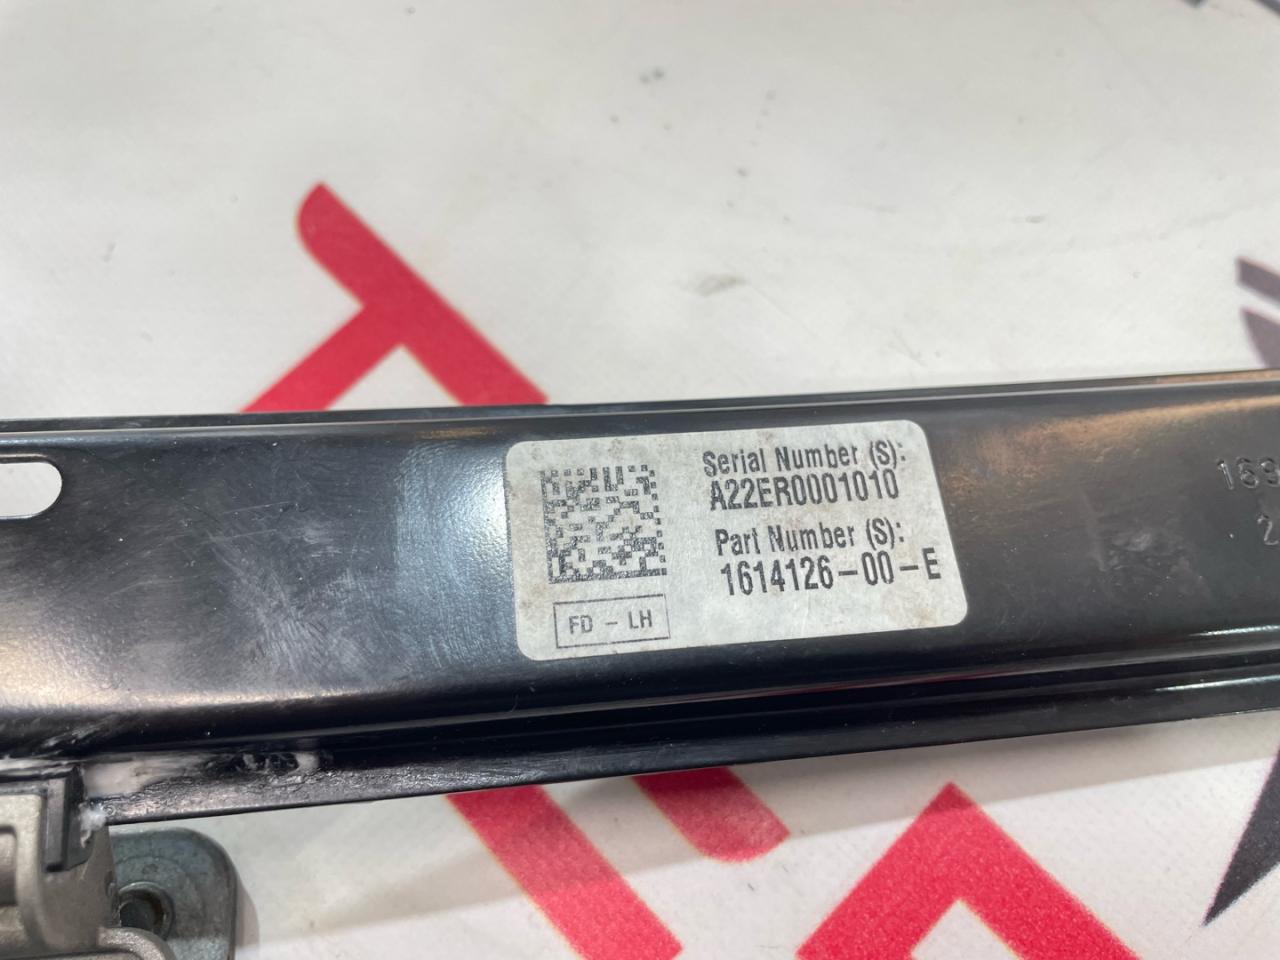 Serial Number (S):
A22ER0001010
Part Number (S):
1614126-00-E
FD - LH